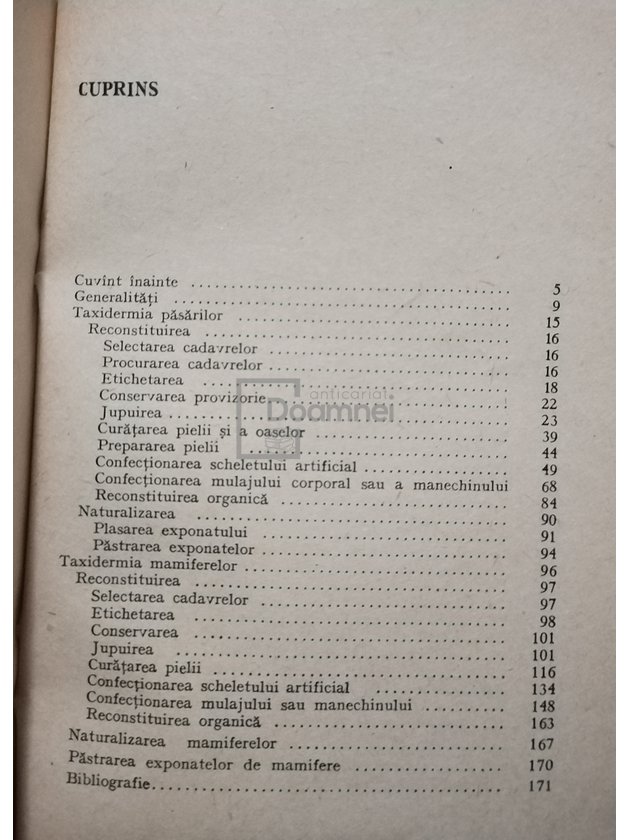 CUPRINS
Cuvînt înainte ........ 5
Generalități ........ 9
Taxidermia păsărilor ........ 15
Reconstituirea ........ 16
Selectarea cadavrelor ........ 16
Procurarea cadavrelor ........ 16
Etichetarea ........ 18
Conservarea provizorie ........ 22
Jupuirea ........ 23
Curățarea pielii și a oaselor ........ 39
Prepararea pielii ........ 44
Confecționarea scheletului artificial ........ 49
Confecționarea mulajului corporal sau a manechinului 68
Reconstituirea organică ........ 84
Naturalizarea ........ 90
Plasarea exponatului ........ 91
Păstrarea exponatelor ........ 94
Taxidermia mamiferelor ........ 96
Reconstituirea ........ 97
Selectarea cadavrelor ........ 97
Etichetarea ........ 98
Conservarea ........ 101
Jupuirea ........ 101
Curățarea pielii ........ 116
Confecționarea scheletului artificial ........ 134
Confecționarea mulajului sau manechinului ........ 148
Reconstituirea organică ........ 163
Naturalizarea mamiferelor ........ 167
Păstrarea exponatelor de mamifere ........ 170
Bibliografie ........ 171
anticariat
Doamnei